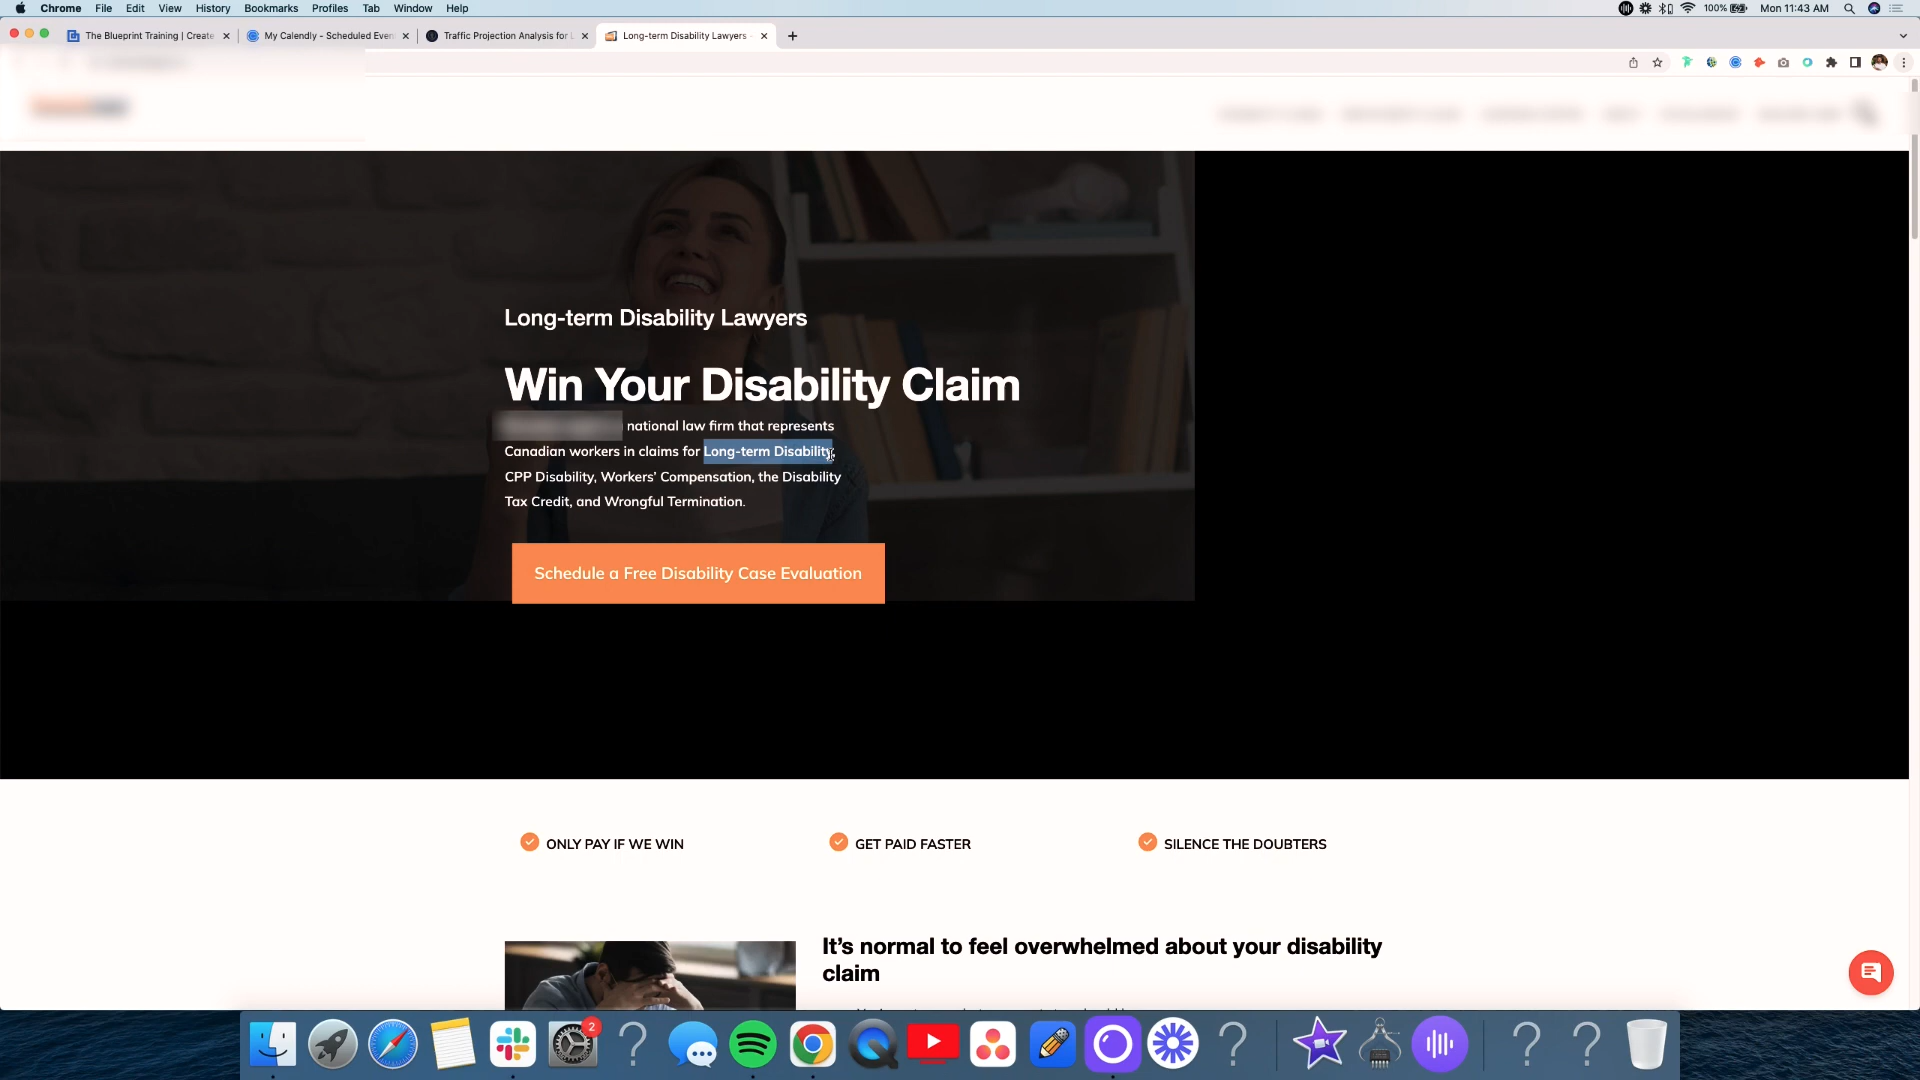 Chrome File Edit View History Bookmarks Profiles Tab Window Help 100% Mon 11:43 AM
The Blueprint Training | Create My Calendly - Scheduled Even Traffic Projection Analysis for Long-term Disability Lawyers -
Long-term Disability Lawyers
Win Your Disability Claim
national law firm that represents
Canadian workers in claims for Long-term Disability,
CPP Disability, Workers’ Compensation, the Disability
Tax Credit, and Wrongful Termination.
Schedule a Free Disability Case Evaluation
ONLY PAY IF WE WIN GET PAID FASTER SILENCE THE DOUBTERS
It’s normal to feel overwhelmed about your disability
claim
2